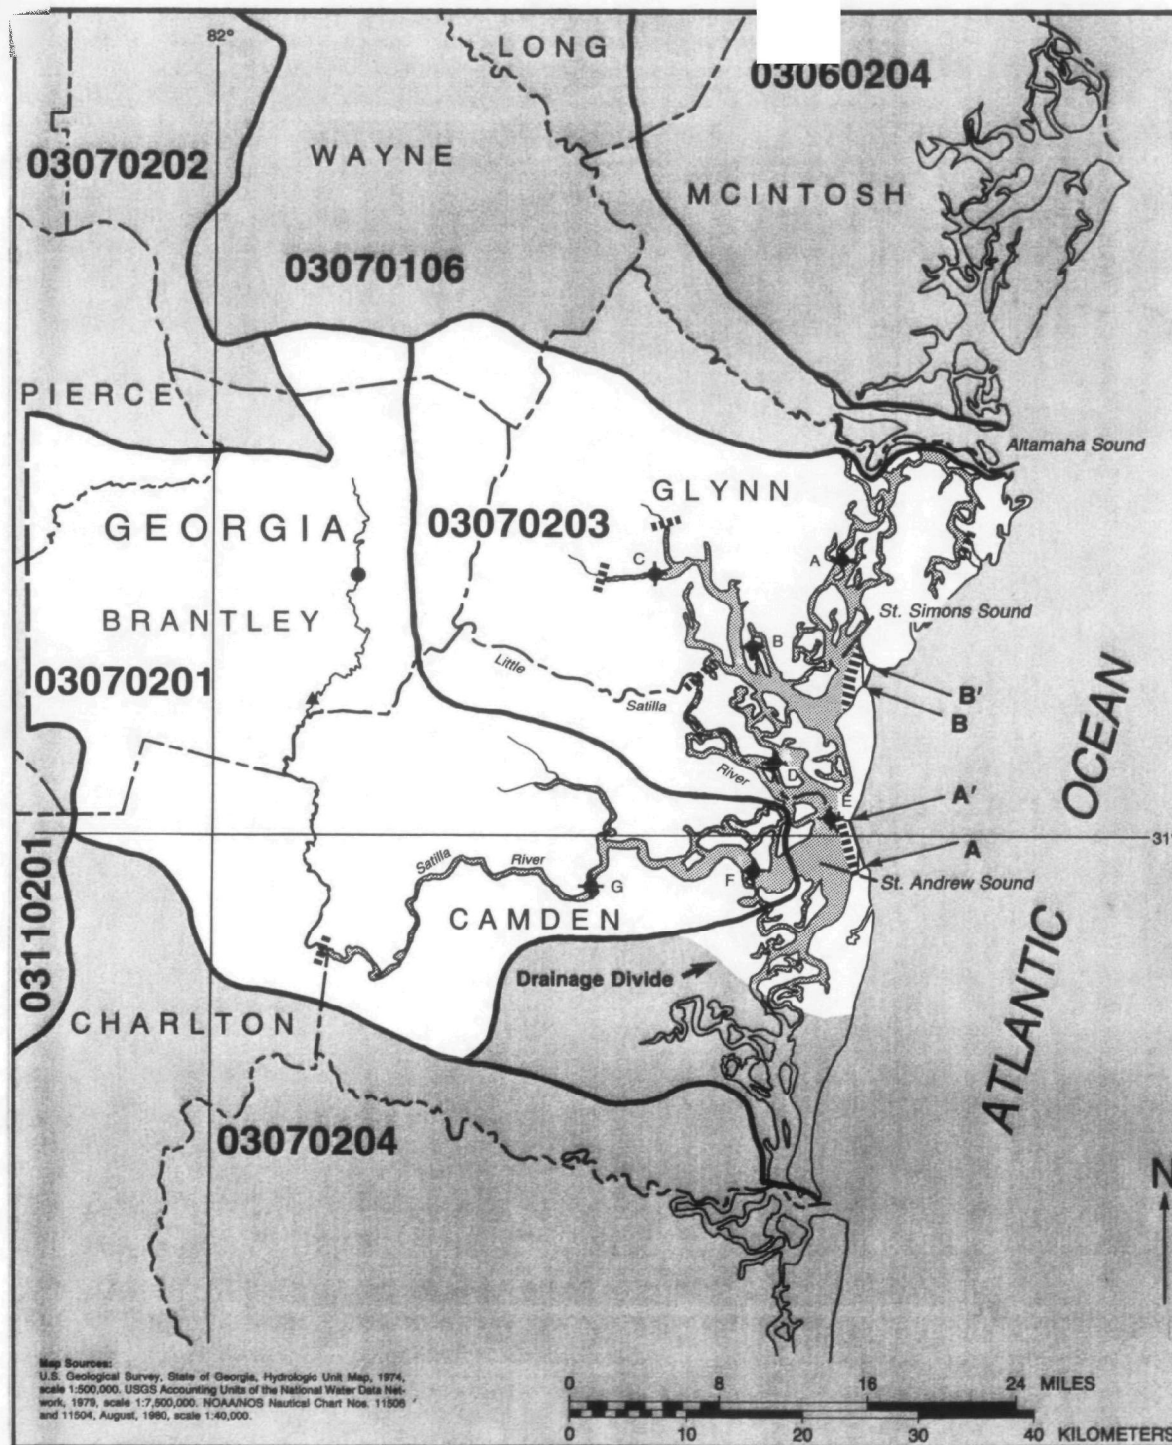 82°
LONG
03060204
03070202
WAYNE
MCINTOSH
03070106
PIERCE
Altamaha Sound
GLYNN
GEORGIA
03070203
C
A
St. Simons Sound
BRANTLEY
B
Little
03070201
Satilla
B'
B
OCEAN
River
D
E
A'
31°
A
Satilla
River
F
G
St. Andrew Sound
CAMDEN
03110201
Drainage Divide
ATLANTIC
CHARLTON
03070204
N
Map Sources:
U.S. Geological Survey, State of Georgia, Hydrologic Unit Map, 1974,
scale 1:500,000. USGS Accounting Units of the National Water Data Net-
work, 1979, scale 1:7,500,000. NOAA/NOS Nautical Chart Nos. 11506
and 11504, August, 1980, scale 1:40,000.
0 8 16 24 MILES
0 10 20 30 40 KILOMETERS